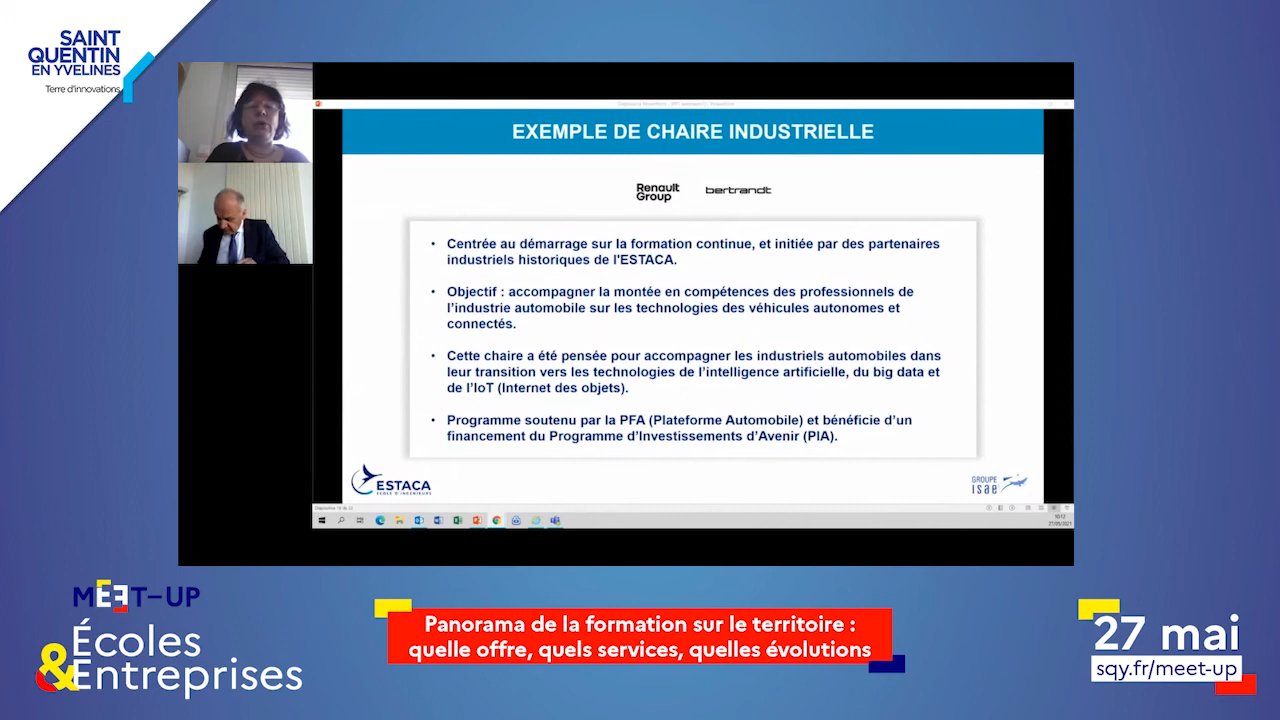 SAINT
QUENTIN
EN YVELINES
Terre d'innovations
EXEMPLE DE CHAIRE INDUSTRIELLE
Renault
Group
bertrandt
• Centrée au démarrage sur la formation continue, et initiée par des partenaires
industriels historiques de l'ESTACA.
• Objectif : accompagner la montée en compétences des professionnels de
l'industrie automobile sur les technologies des véhicules autonomes et
connectés.
• Cette chaire a été pensée pour accompagner les industriels automobiles dans
leur transition vers les technologies de l'intelligence artificielle, du big data et
de l'IoT (Internet des objets).
• Programme soutenu par la PFA (Plateforme Automobile) et bénéficie d'un
financement du Programme d'Investissements d'Avenir (PIA).
ESTACA
ÉCOLE D'INGÉNIEURS
GROUPE
isae
10:12
27/05/2021
MEET-UP
Écoles
&Entreprises
Panorama de la formation sur le territoire :
quelle offre, quels services, quelles évolutions
27 mai
sqy.fr/meet-up